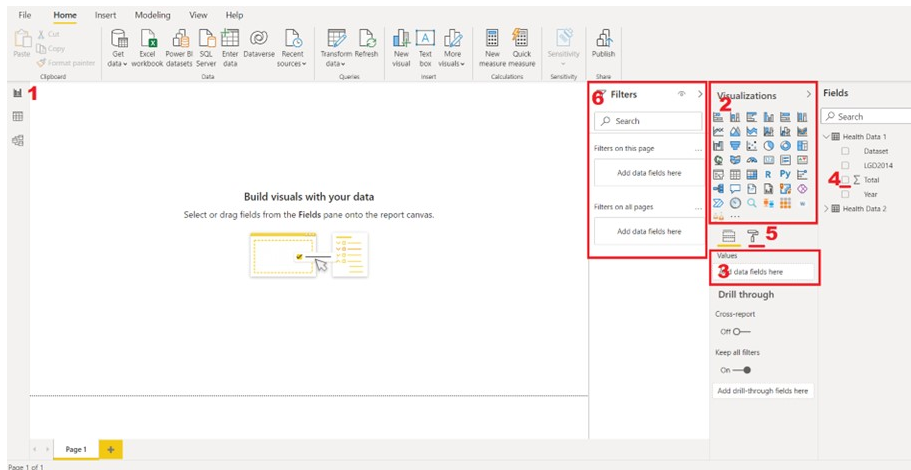 File Home Insert Modeling View Help
Paste
Cut
Copy
Format painter
Clipboard
Get data
Excel workbook
Power BI datasets
SQL Server
Enter data
Dataverse
Recent sources
Data
Transform data
Refresh
Queries
New visual
Text box
More visuals
Insert
New measure
Quick measure
Calculations
Sensitivity
Sensitivity
Publish
Share
1
Build visuals with your data
Select or drag fields from the Fields pane onto the report canvas.
6
Filters
Search
Filters on this page ...
Add data fields here
Filters on all pages ...
Add data fields here
Visualizations
2
R Py
...
5
Values
3
Add data fields here
Drill through
Cross-report
Off
Keep all filters
On
Add drill-through fields here
Fields
Search
Health Data 1
Dataset
LGD2014
4
Σ Total
Year
Health Data 2
Page 1 +
Page 1 of 1